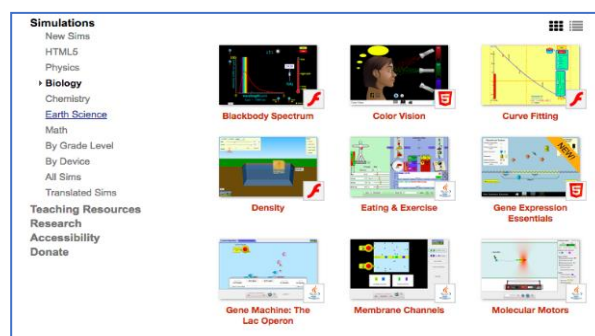 Simulations
New Sims
HTML5
Physics
Biology
Chemistry
Earth Science
Math
By Grade Level
By Device
All Sims
Translated Sims
Teaching Resources
Research
Accessibility
Donate
Blackbody Spectrum
Color Vision
Curve Fitting
Density
Eating & Exercise
NEW!
Gene Expression
Essentials
Gene Machine: The
Lac Operon
Membrane Channels
Molecular Motors